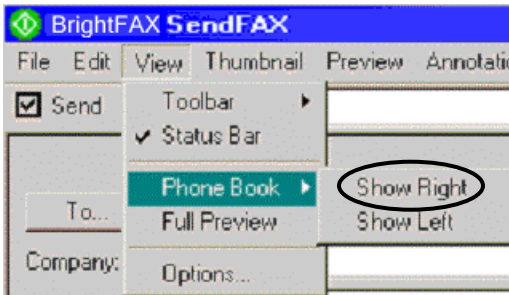 BrightFAX SendFAX
File Edit View Thumbnail Preview
Send
Toolbar
Status Bar
Phone Book
Show Right
To...
Full Preview
Show Left
Company:
Options...